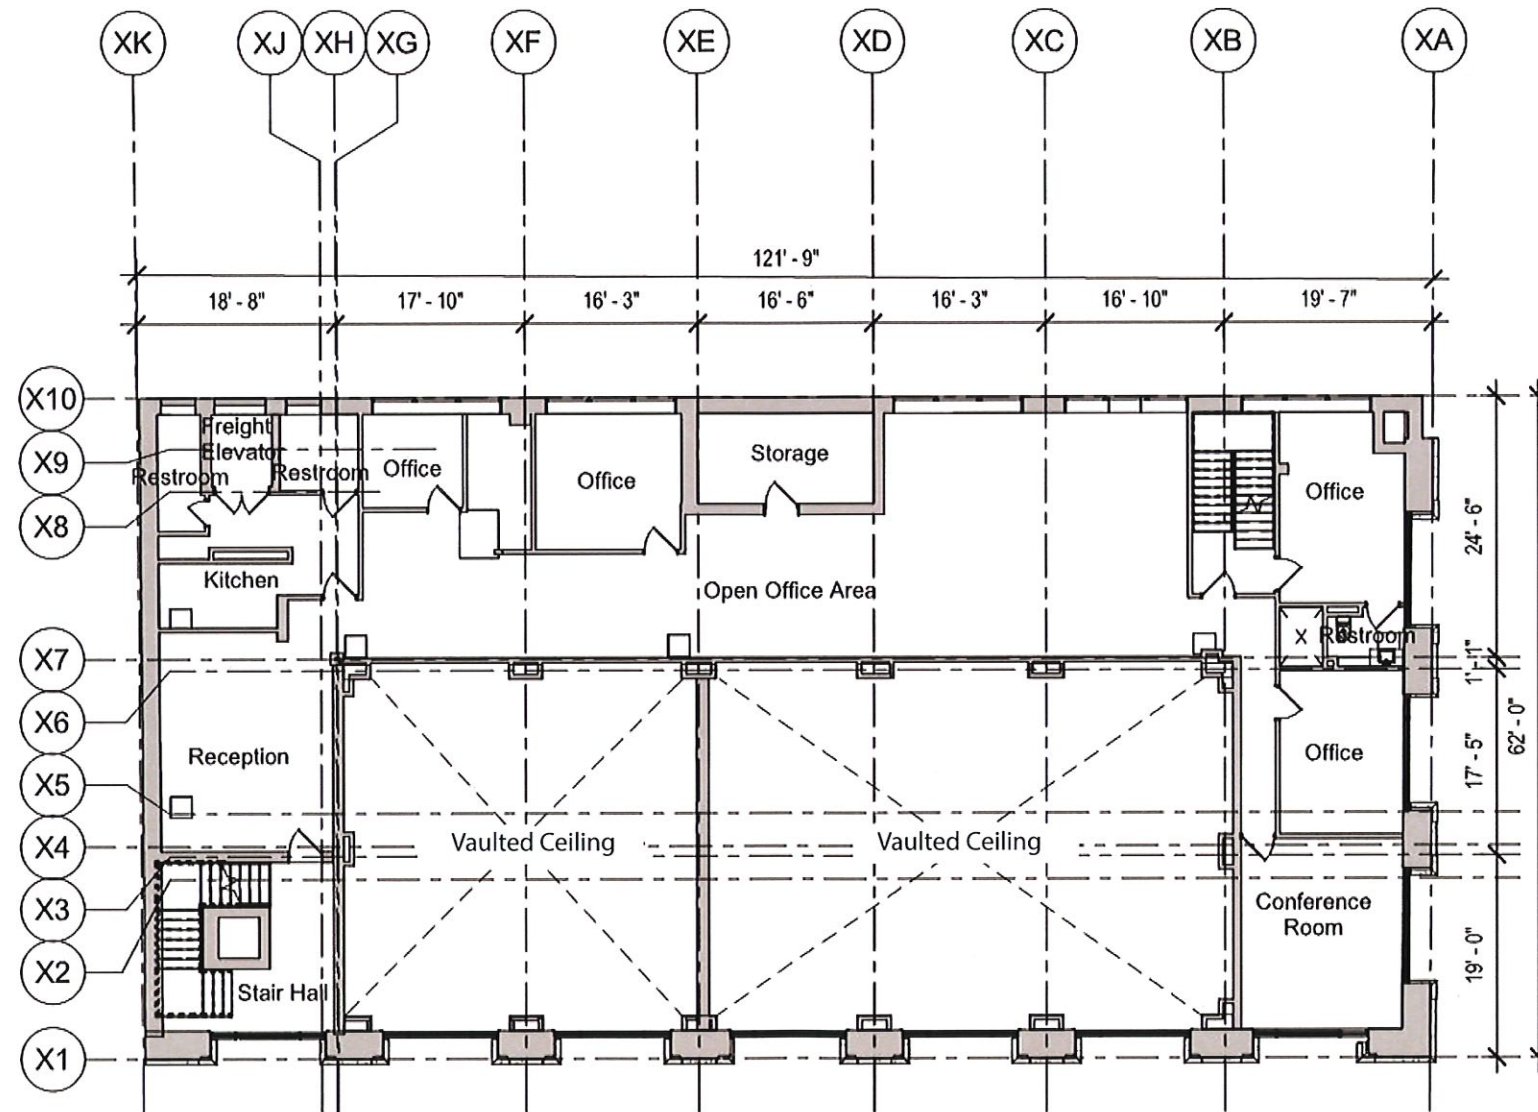 XK XJ XH XG XF XE XD XC XB XA
121' - 9"
18' - 8" 17' - 10" 16' - 3" 16' - 6" 16' - 3" 16' - 10" 19' - 7"
X10
X9
X8
X7
X6
X5
X4
X3
X2
X1
Freight
Elevator
Restroom
Restroom
Office
Office
Storage
Office
Kitchen
Open Office Area
X
Restroom
Reception
Office
Vaulted Ceiling
Vaulted Ceiling
Conference
Room
Stair Hall
24' - 6"
1' - 1"
17' - 5"
62' - 0"
19' - 0"